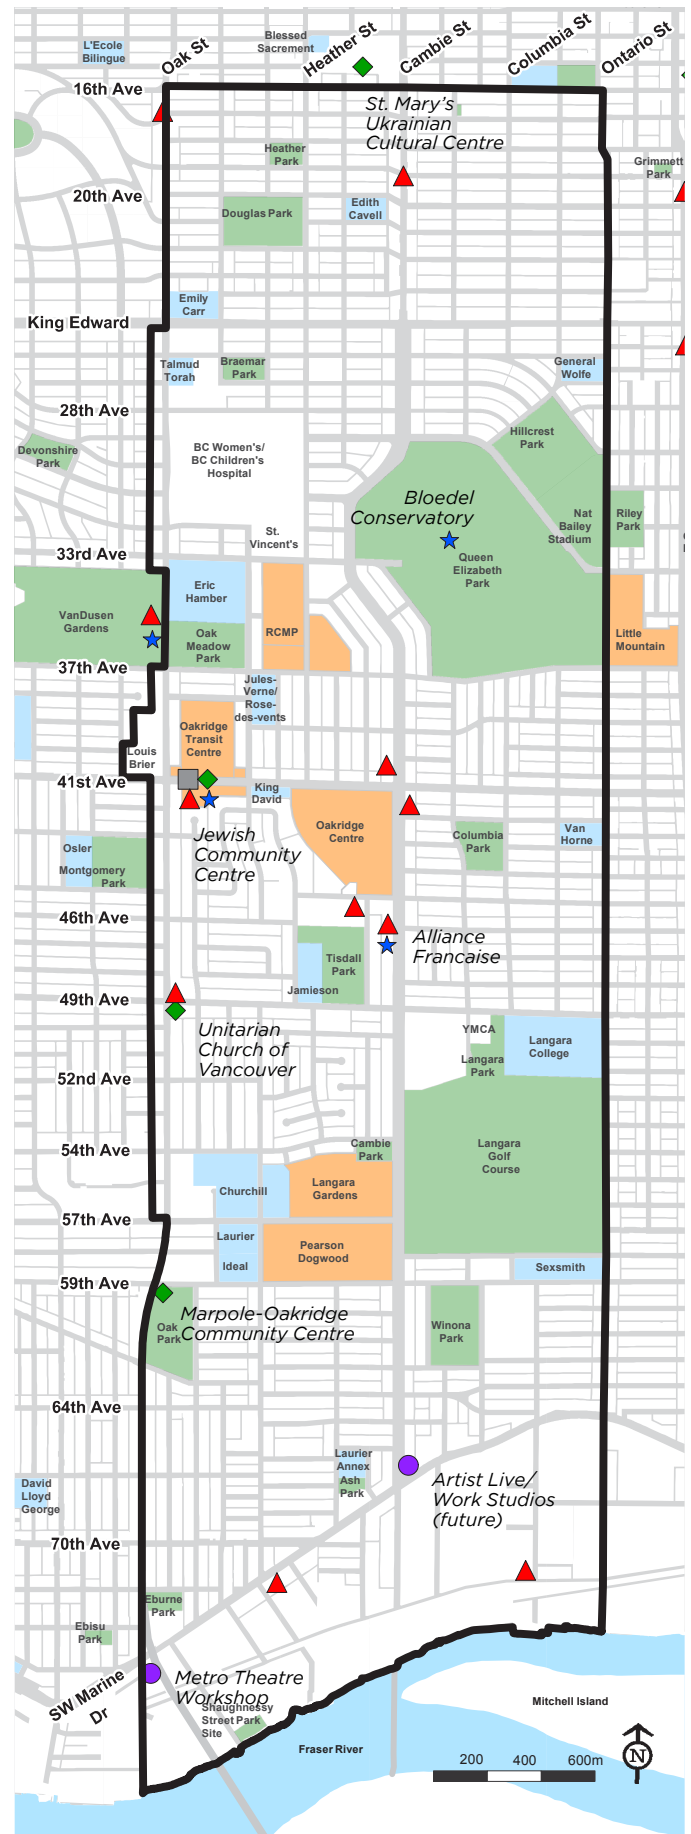 L'Ecole
Bilingue
Blessed
Sacrement
Oak St
Heather St
Cambie St
Columbia St
Ontario St
16th Ave
St. Mary's
Ukrainian
Cultural Centre
Heather
Park
Grimmett
Park
20th Ave
Douglas Park
Edith
Cavell
Emily
Carr
King Edward
Talmud
Torah
Braemar
Park
General
Wolfe
28th Ave
Hillcrest
Park
Devonshire
Park
BC Women's/
BC Children's
Hospital
Bloedel
Conservatory
Nat
Bailey
Stadium
Riley
Park
St.
Vincent's
33rd Ave
Queen
Elizabeth
Park
Eric
Hamber
VanDusen
Gardens
Oak
Meadow
Park
RCMP
Little
Mountain
37th Ave
Jules-
Verne/
Rose-
des-vents
Oakridge
Transit
Centre
Louis
Brier
41st Ave
King
David
Jewish
Community
Centre
Oakridge
Centre
Columbia
Park
Van
Horne
Osler
Montgomery
Park
46th Ave
Alliance
Francaise
Tisdall
Park
Jamieson
49th Ave
Unitarian
Church of
Vancouver
YMCA
Langara
College
Langara
Park
52nd Ave
54th Ave
Cambie
Park
Langara
Golf
Course
Churchill
Langara
Gardens
57th Ave
Laurier
Pearson
Dogwood
Ideal
Sexsmith
59th Ave
Marpole-Oakridge
Community Centre
Oak
Park
Winona
Park
64th Ave
Laurier
Annex
Ash
Park
David
Lloyd
George
Artist Live/
Work Studios
(future)
70th Ave
Eburne
Park
Ebisu
Park
SW Marine
Dr
Metro Theatre
Workshop
Shaughnessy
Street Park
Site
Mitchell Island
Fraser River
N
200 400 600m